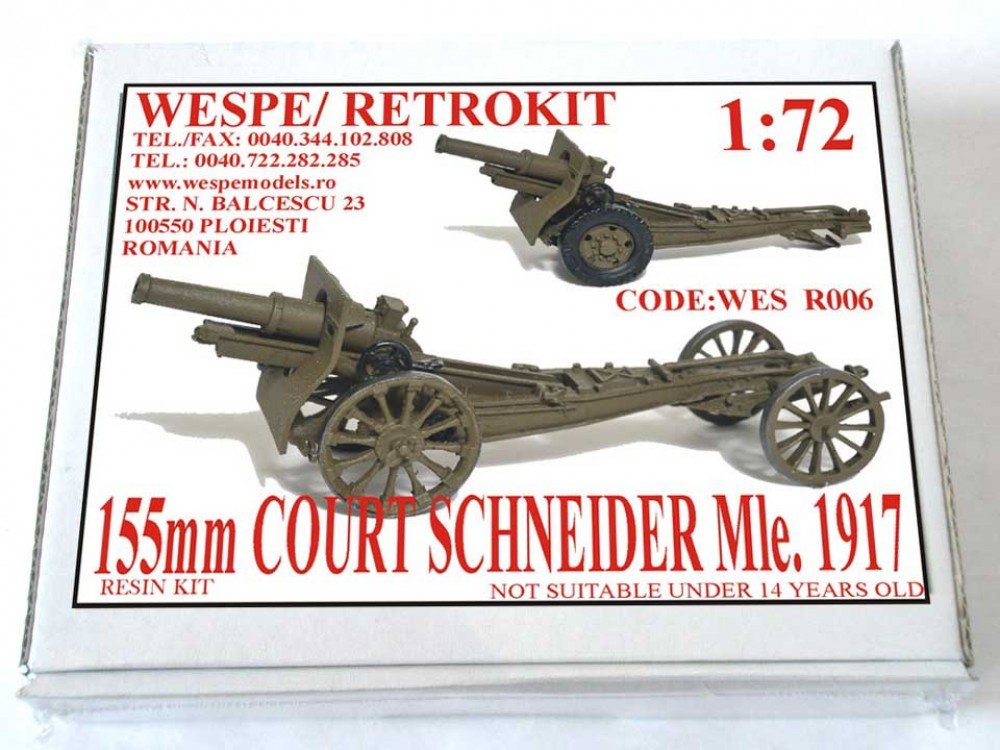 WESPE/ RETROKIT
1:72
TEL./FAX: 0040.344.102.808
TEL.: 0040.722.282.285
www.wespemodels.ro
STR. N. BALCESCU 23
100550 PLOIESTI
ROMANIA
CODE:WES R006
155mm COURT SCHNEIDER Mle. 1917
RESIN KIT
NOT SUITABLE UNDER 14 YEARS OLD